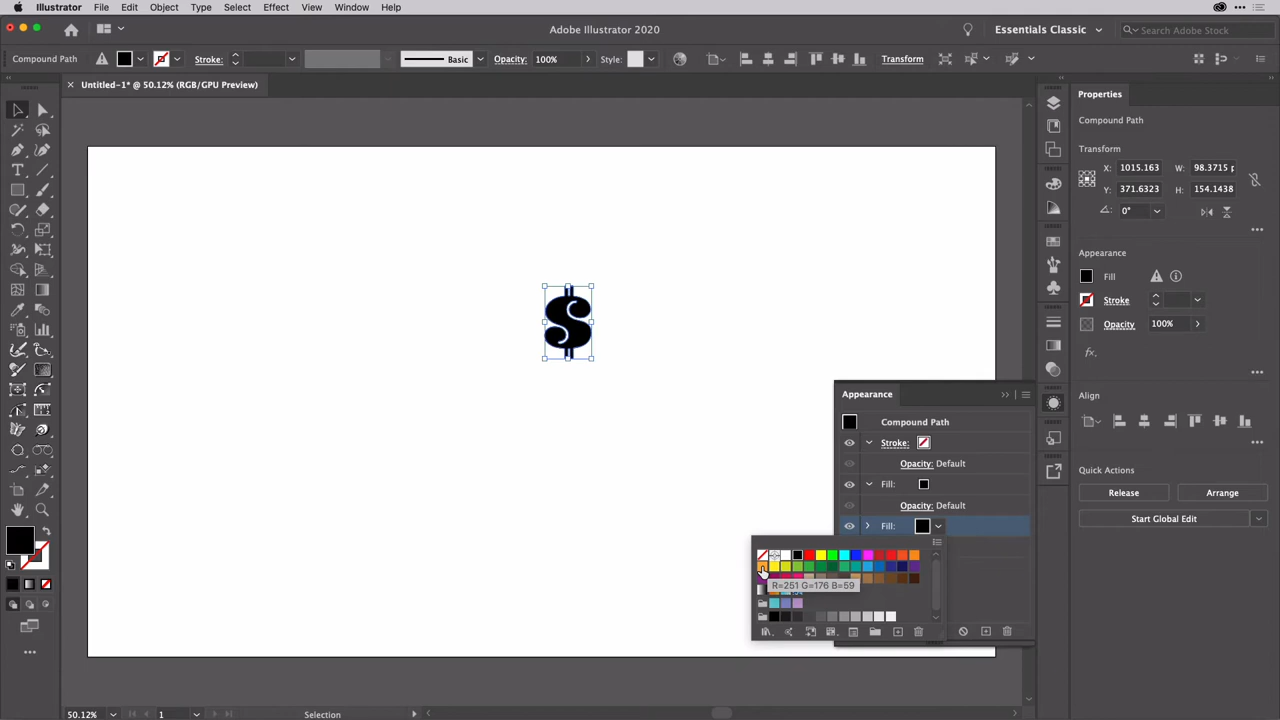 Illustrator File Edit Object Type Select Effect View Window Help
Adobe Illustrator 2020
Essentials Classic
Search Adobe Stock
Compound Path Stroke: Basic Opacity: 100% Style: Transform
Untitled-1* @ 50.12% (RGB/GPU Preview)
Properties
Compound Path
Transform
X: 1015.163 W: 98.3715 p
Y: 371.6323 H: 154.1438
0°
Appearance
Fill
Stroke
Opacity 100%
fx.
Align
Quick Actions
Release Arrange
Start Global Edit
$
Appearance
Compound Path
Stroke:
Opacity: Default
Fill:
Opacity: Default
Fill:
R=251 G=176 B=59
50.12% 1 Selection